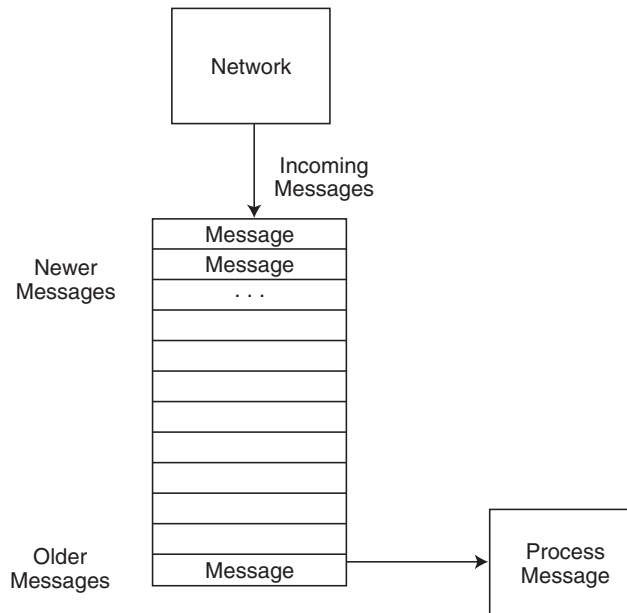 Network
Incoming
Messages
Message
Newer
Messages
Message
. . .
Older
Messages
Message
Process
Message